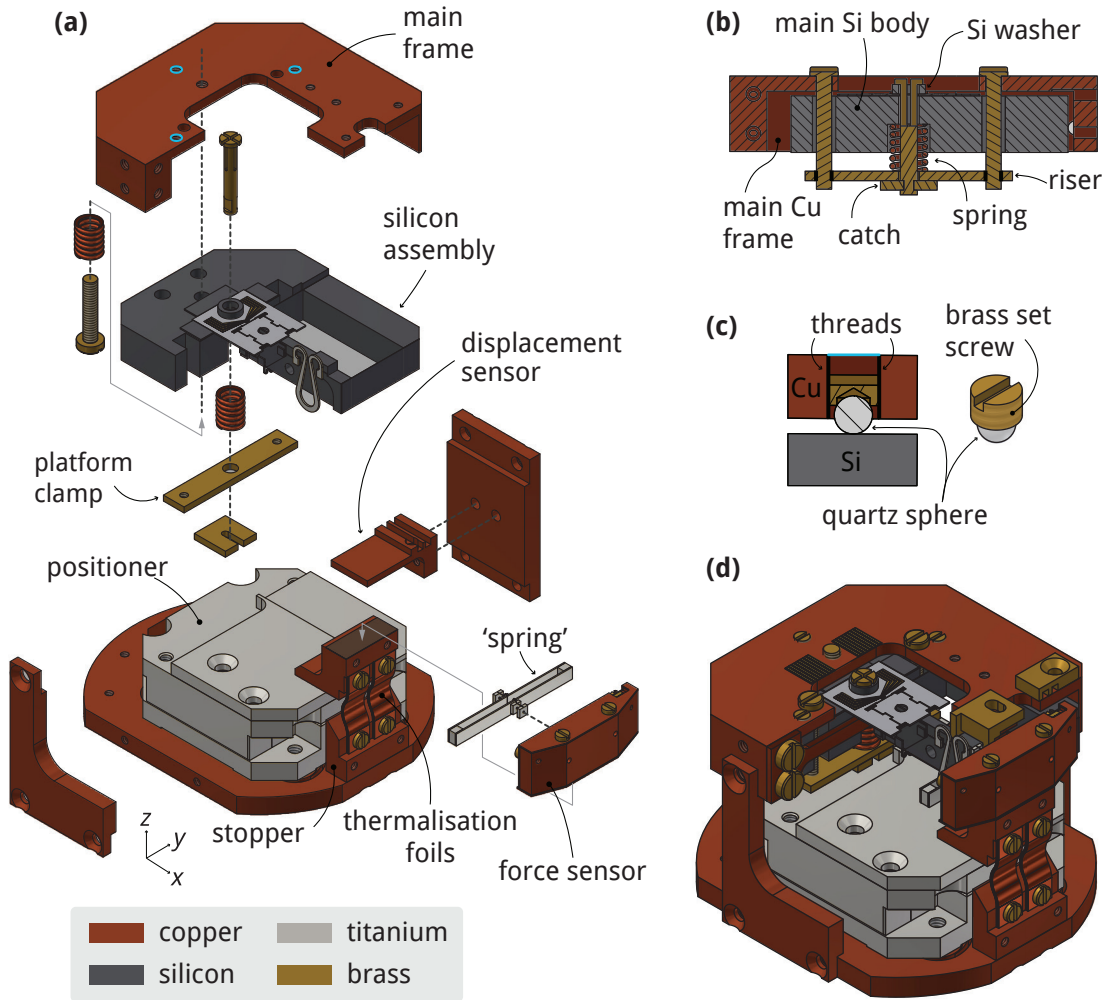 (a)
main
frame
silicon
assembly
displacement
sensor
platform
clamp
positioner
'spring'
stopper
thermalisation
foils
force sensor
z
y
x
copper
titanium
silicon
brass
(b)
main Si body
Si washer
main Cu
frame
catch
spring
riser
(c)
threads
brass set
screw
Cu
Si
quartz sphere
(d)